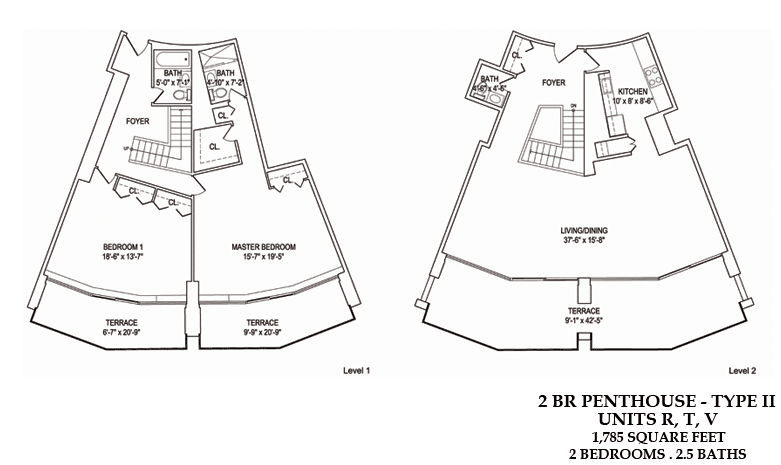 BATH
5'-0" x 7'-1"
BATH
4'-10" x 7'-2"
FOYER
CL.
CL.
UP
CL.
CL.
CL.
BEDROOM 1
18'-6" x 13'-7"
MASTER BEDROOM
15'-7" x 19'-5"
TERRACE
6'-7" x 20'-9"
TERRACE
9'-9" x 20'-9"
Level 1
CL.
BATH
4'-6" x 4'-6"
FOYER
KITCHEN
10' x 8' x 8'-6"
DN
LIVING/DINING
37'-6" x 15'-8"
TERRACE
9'-1" x 42'-5"
Level 2
2 BR PENTHOUSE - TYPE II
UNITS R, T, V
1,785 SQUARE FEET
2 BEDROOMS . 2.5 BATHS